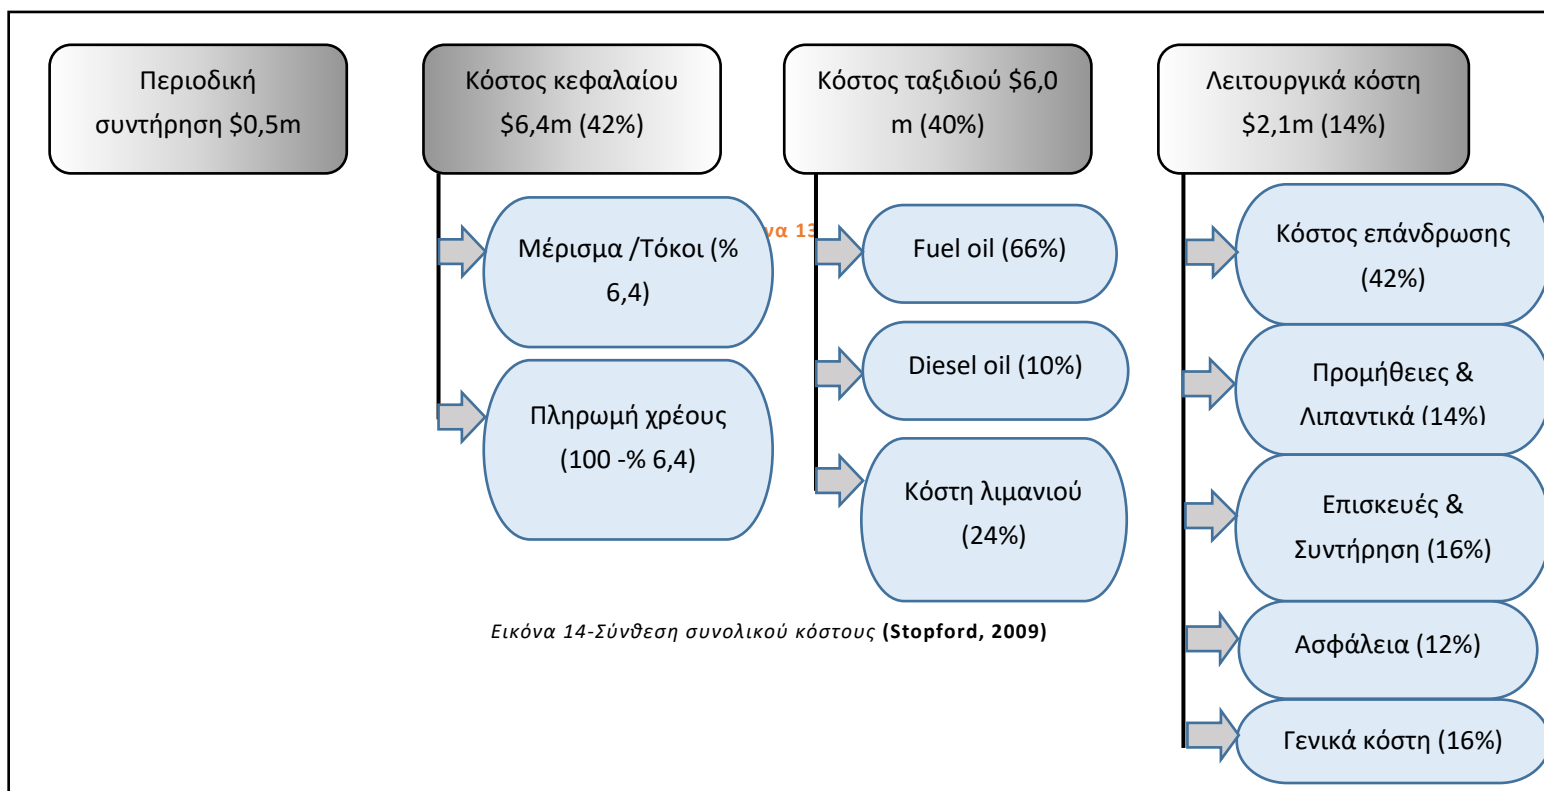 Περιοδική
συντήρηση $0,5m
Κόστος κεφαλαίου
$6,4m (42%)
Κόστος ταξιδιού $6,0
m (40%)
Λειτουργικά κόστη
$2,1m (14%)
Μέρισμα /Τόκοι (%
6,4)
Πληρωμή χρέους
(100 -% 6,4)
Fuel oil (66%)
Diesel oil (10%)
Κόστη λιμανιού
(24%)
Κόστος επάνδρωσης
(42%)
Προμήθειες &
Λιπαντικά (14%)
Επισκευές &
Συντήρηση (16%)
Ασφάλεια (12%)
Γενικά κόστη (16%)
Εικόνα 14-Σύνθεση συνολικού κόστους (Stopford, 2009)